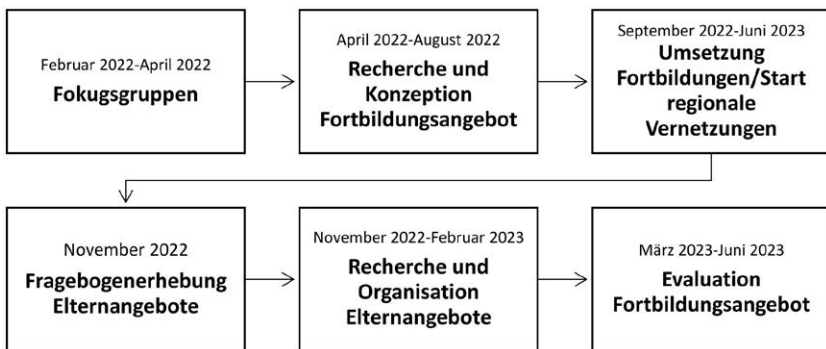 Februar 2022-April 2022
Fokugsgruppen
April 2022-August 2022
Recherche und
Konzeption
Fortbildungsangebot
September 2022-Juni 2023
Umsetzung
Fortbildungen/Start
regionale
Vernetzungen
November 2022
Fragebogenerhebung
Elternangebote
November 2022-Februar 2023
Recherche und
Organisation
Elternangebote
März 2023-Juni 2023
Evaluation
Fortbildungsangebot